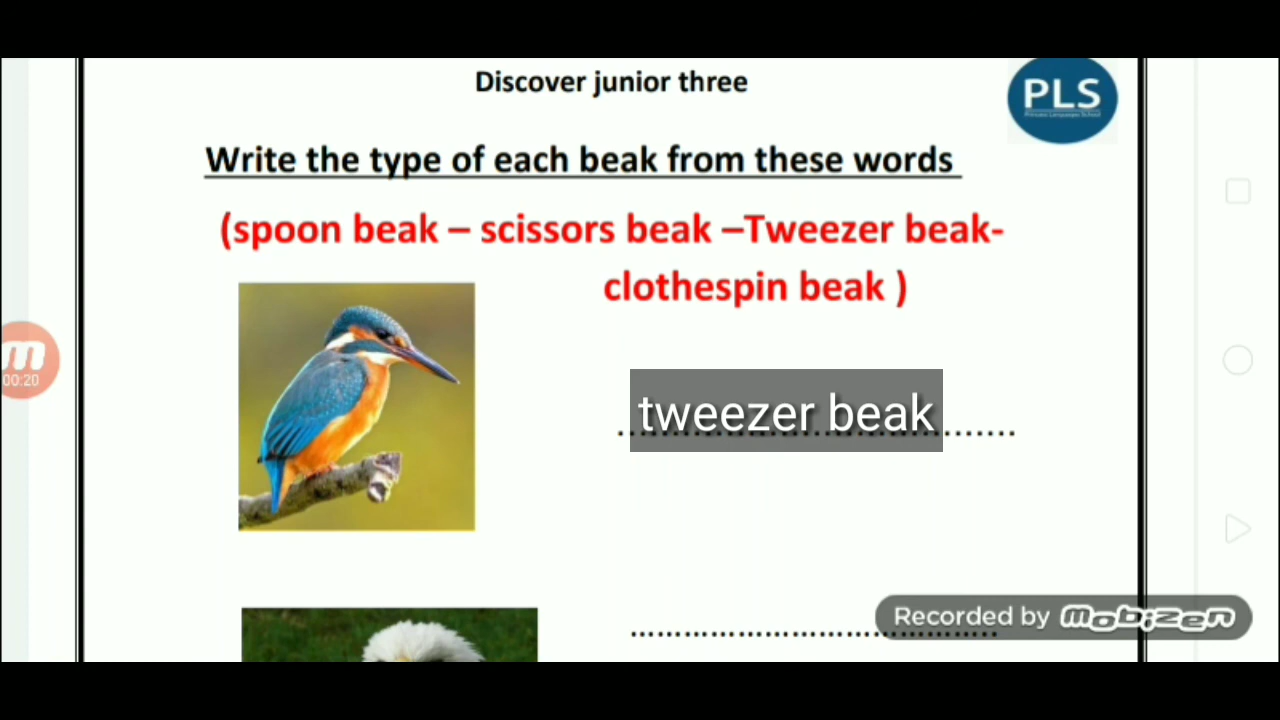 Discover junior three
PLS
Write the type of each beak from these words
(spoon beak – scissors beak –Tweezer beak-
clothespin beak )
tweezer beak
m
00:20
Recorded by mobizen